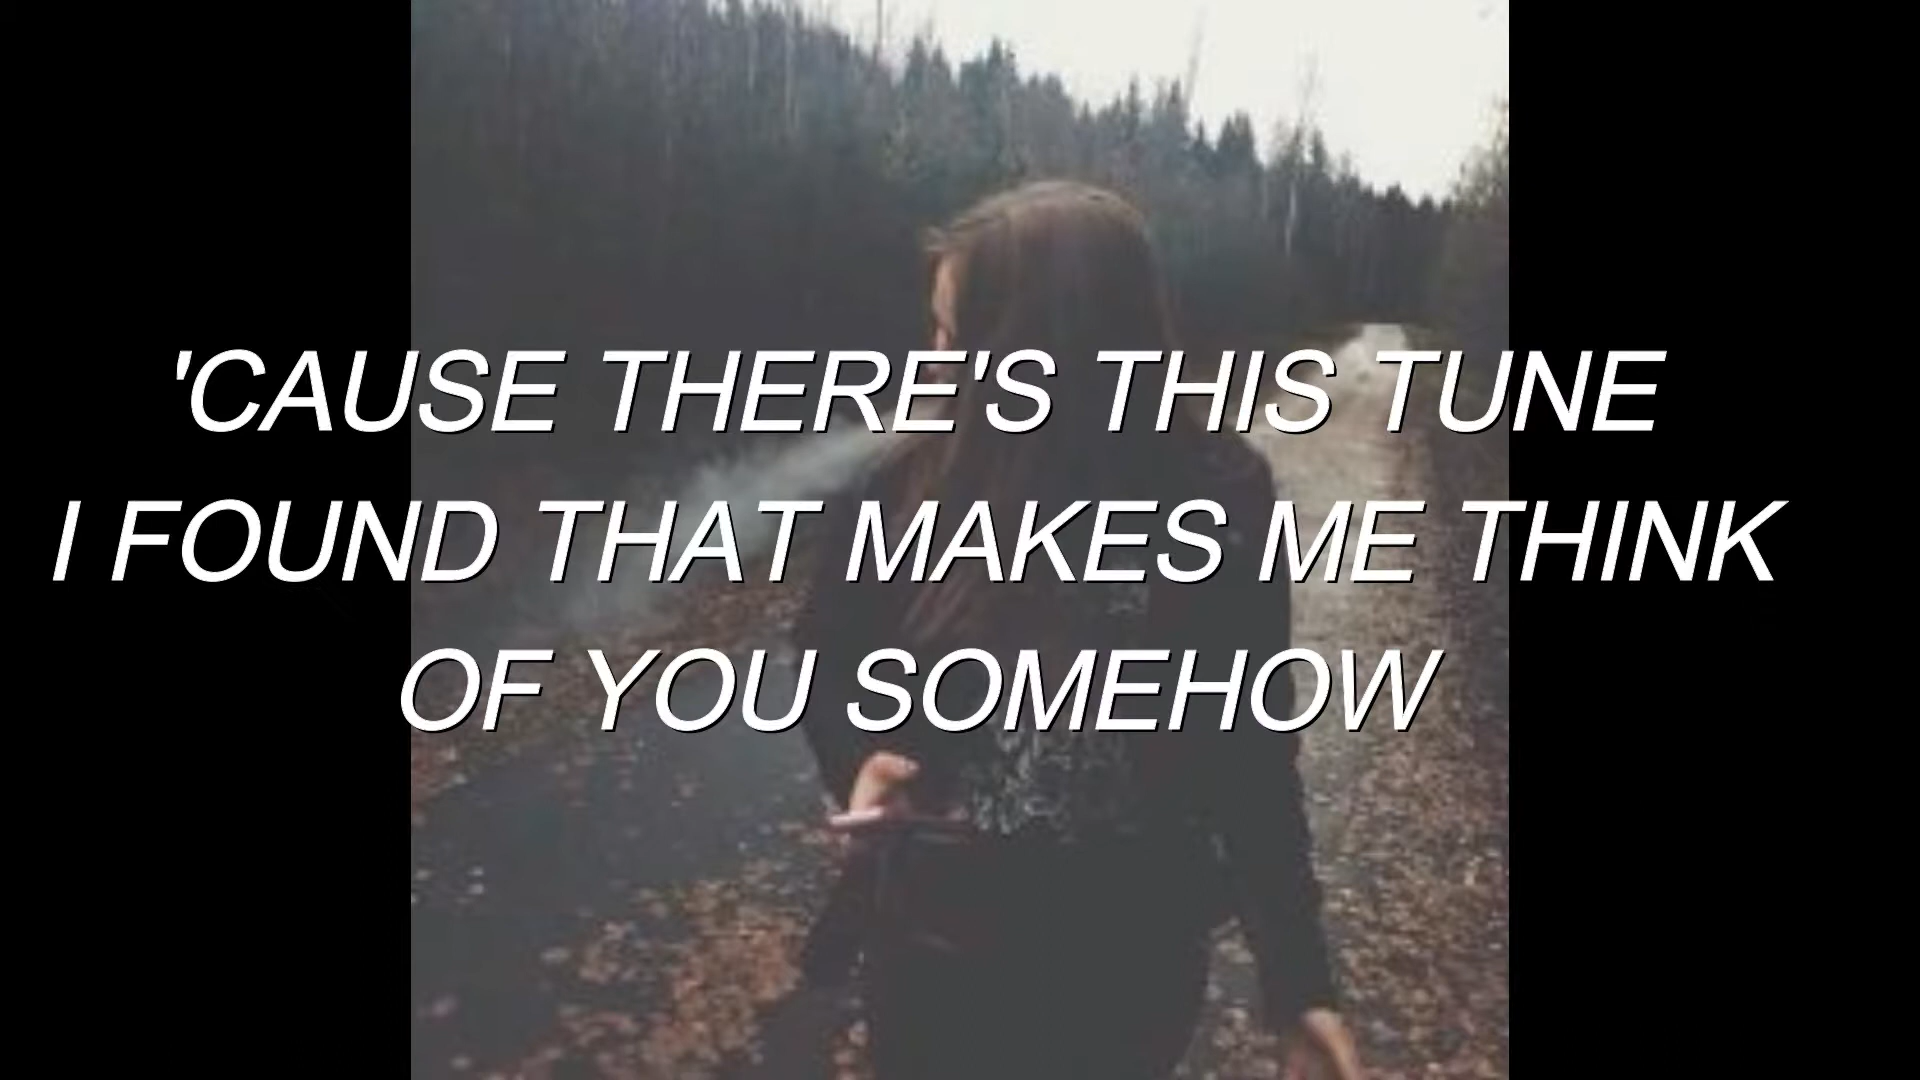 'CAUSE THERE'S THIS TUNE
I FOUND THAT MAKES ME THINK
OF YOU SOMEHOW